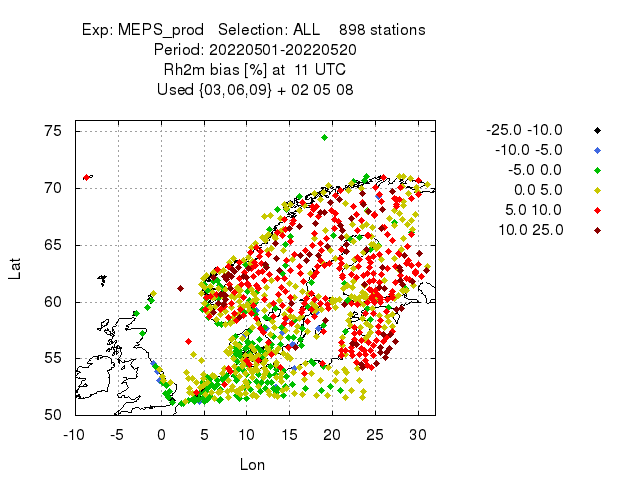 Exp: MEPS_prod   Selection: ALL    898 stations
Period: 20220501-20220520
Rh2m bias [%] at  11 UTC
Used {03,06,09} + 02 05 08
-25.0 -10.0
-10.0 -5.0
-5.0 0.0
0.0 5.0
5.0 10.0
10.0 25.0
75
70
65
60
55
50
Lat
-10 -5 0 5 10 15 20 25 30
Lon